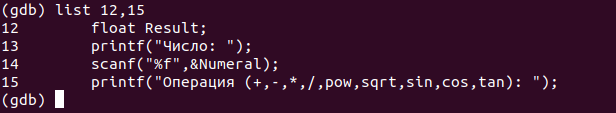 (gdb) list 12,15
12 float Result;
13 printf("Число: ");
14 scanf("%f",&Numeral);
15 printf("Операция (+,-,*,/,pow,sqrt,sin,cos,tan): ");
(gdb)